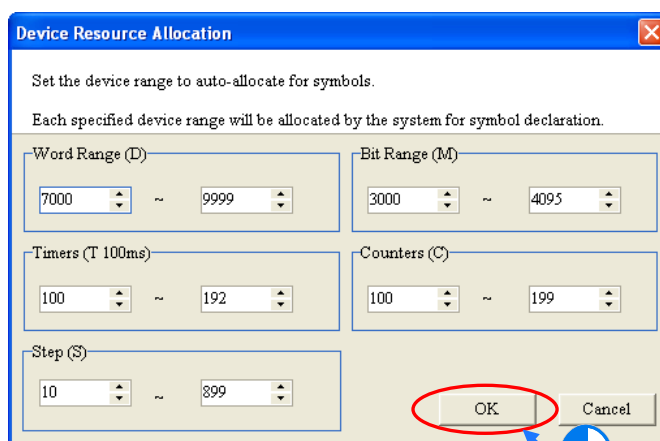 Device Resource Allocation
Set the device range to auto-allocate for symbols.
Each specified device range will be allocated by the system for symbol declaration.
Word Range (D)
7000 ~ 9999
Bit Range (M)
3000 ~ 4095
Timers (T 100ms)
100 ~ 192
Counters (C)
100 ~ 199
Step (S)
10 ~ 899
OK
Cancel